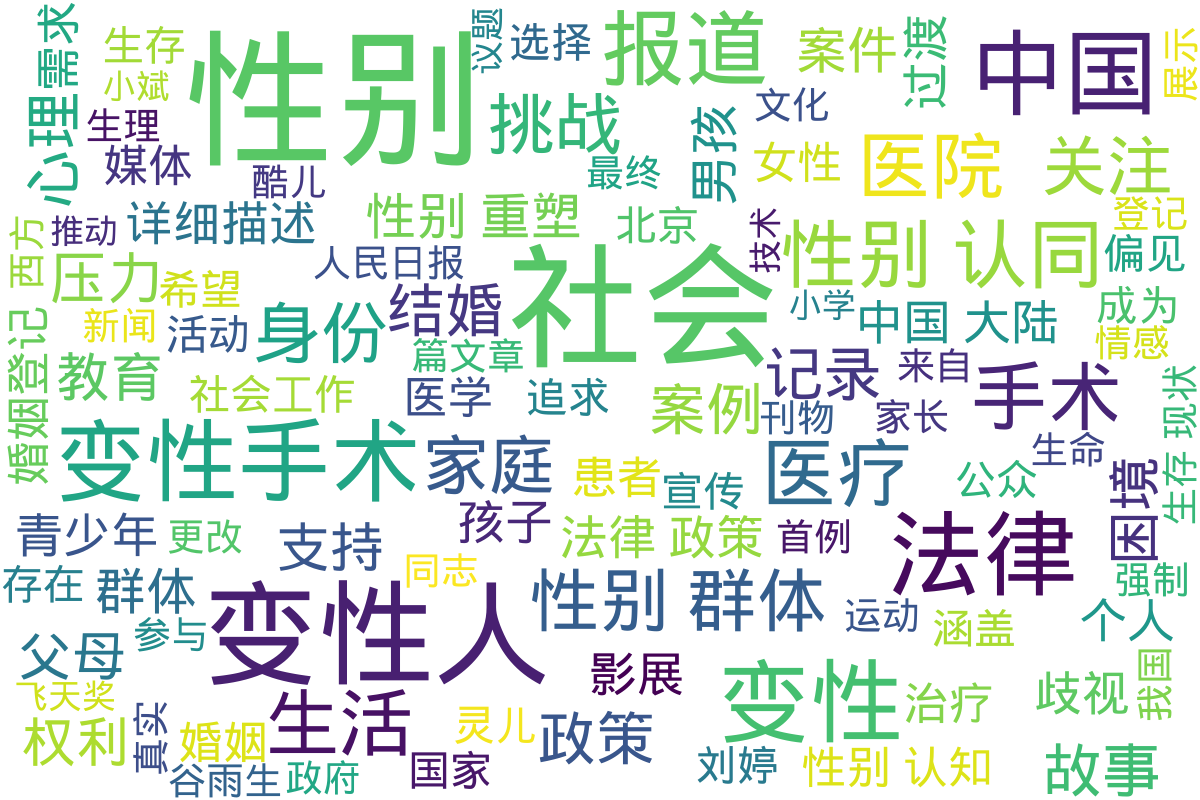 性别
社会
变性人
中国
法律
变性手术
报道
性别 认同
变性
手术
医院
医疗
生活
性别 群体
挑战
关注
身份
家庭
心理
需求
生存
小斌
生理
媒体
议题
选择
酷儿
案件
过渡
展示
文化
男孩
女性
最终
详细描述
性别 重塑
北京
技术
登记
偏见
西方
推动
压力
希望
人民日报
结婚
新闻
活动
小学
中国 大陆
成为
情感
婚姻登记
教育
篇文章
社会工作
医学
追求
案例
记录
来自
刊物
家长
现状
生命
患者
宣传
公众
困境
生存
青少年
更改
支持
孩子
法律 政策
首例
同志
强制
存在
群体
参与
运动
涵盖
个人
父母
影展
我国
飞天奖
治疗
歧视
权利
真实
婚姻
灵儿
政策
国家
谷雨生
政府
刘婷
性别 认知
故事